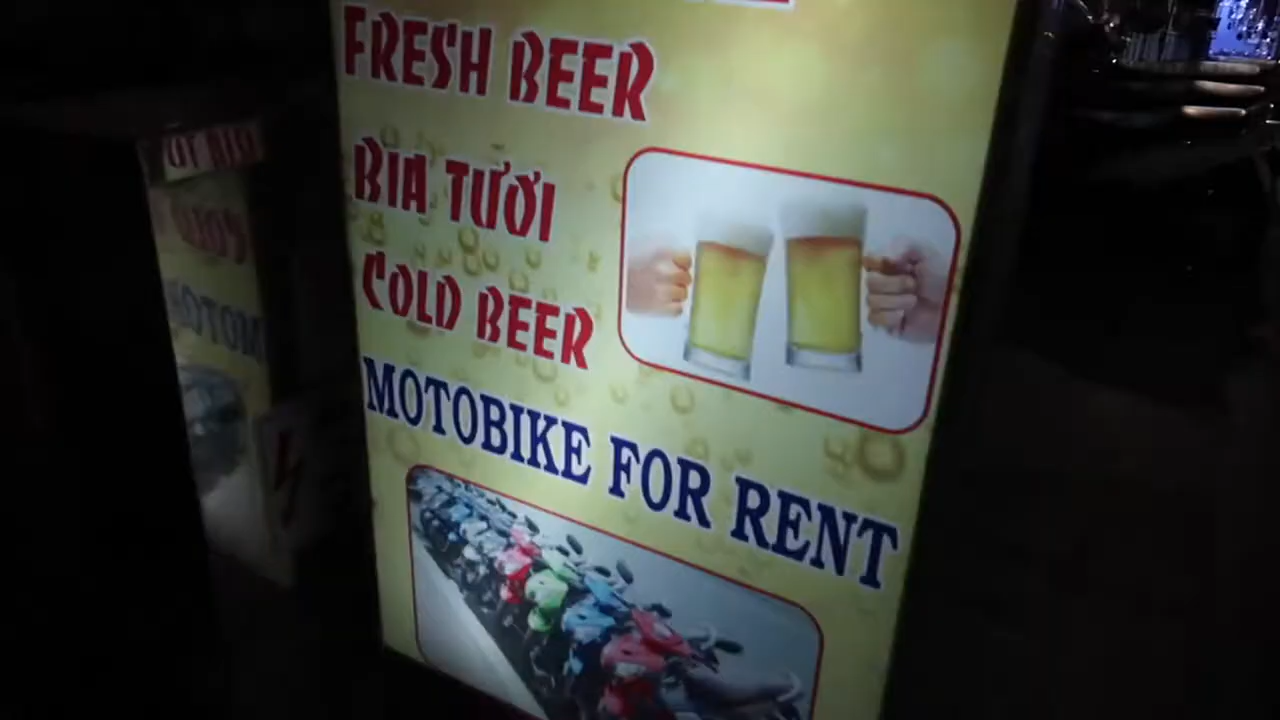 FRESH BEER
BIA TƯƠI
COLD BEER
MOTOBIKE FOR RENT